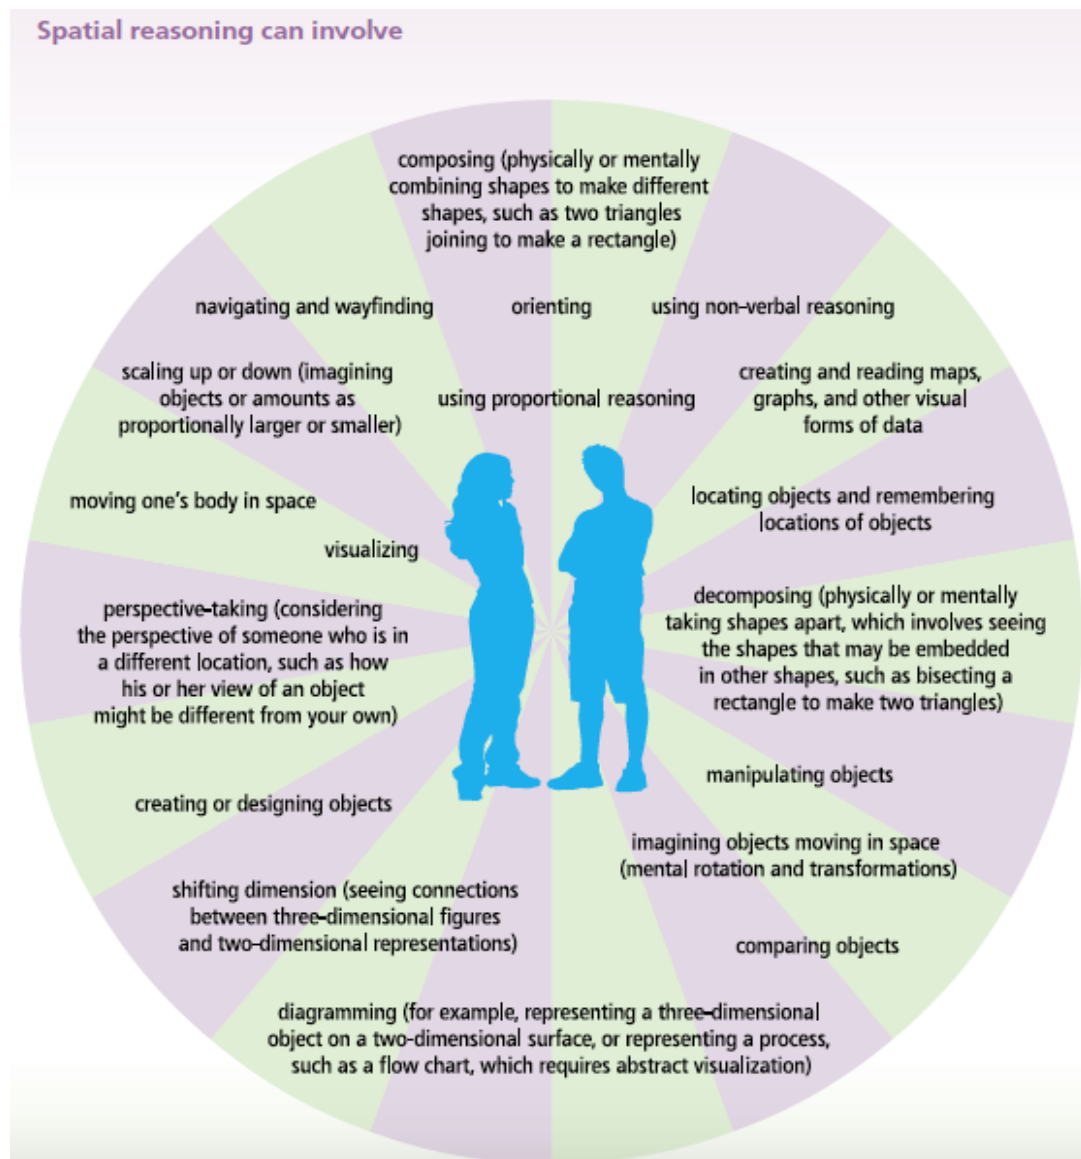 Spatial reasoning can involve
composing (physically or mentally
combining shapes to make different
shapes, such as two triangles
joining to make a rectangle)
navigating and wayfinding
orienting
using non-verbal reasoning
scaling up or down (imagining
objects or amounts as
proportionally larger or smaller)
using proportional reasoning
creating and reading maps,
graphs, and other visual
forms of data
moving one's body in space
locating objects and remembering
locations of objects
visualizing
perspective-taking (considering
the perspective of someone who is in
a different location, such as how
his or her view of an object
might be different from your own)
decomposing (physically or mentally
taking shapes apart, which involves seeing
the shapes that may be embedded
in other shapes, such as bisecting a
rectangle to make two triangles)
creating or designing objects
manipulating objects
imagining objects moving in space
(mental rotation and transformations)
shifting dimension (seeing connections
between three-dimensional figures
and two-dimensional representations)
comparing objects
diagramming (for example, representing a three-dimensional
object on a two-dimensional surface, or representing a process,
such as a flow chart, which requires abstract visualization)